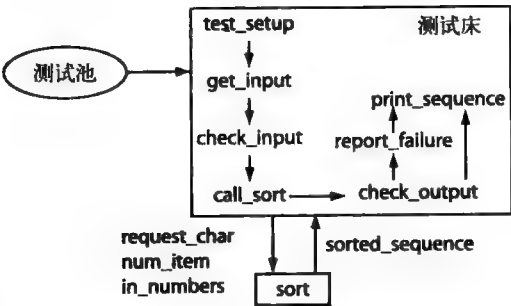 test_setup
测试床
测试池
get_input
print_sequence
check_input
report_failure
call_sort
check_output
request_char
num_item
in_numbers
sorted_sequence
sort